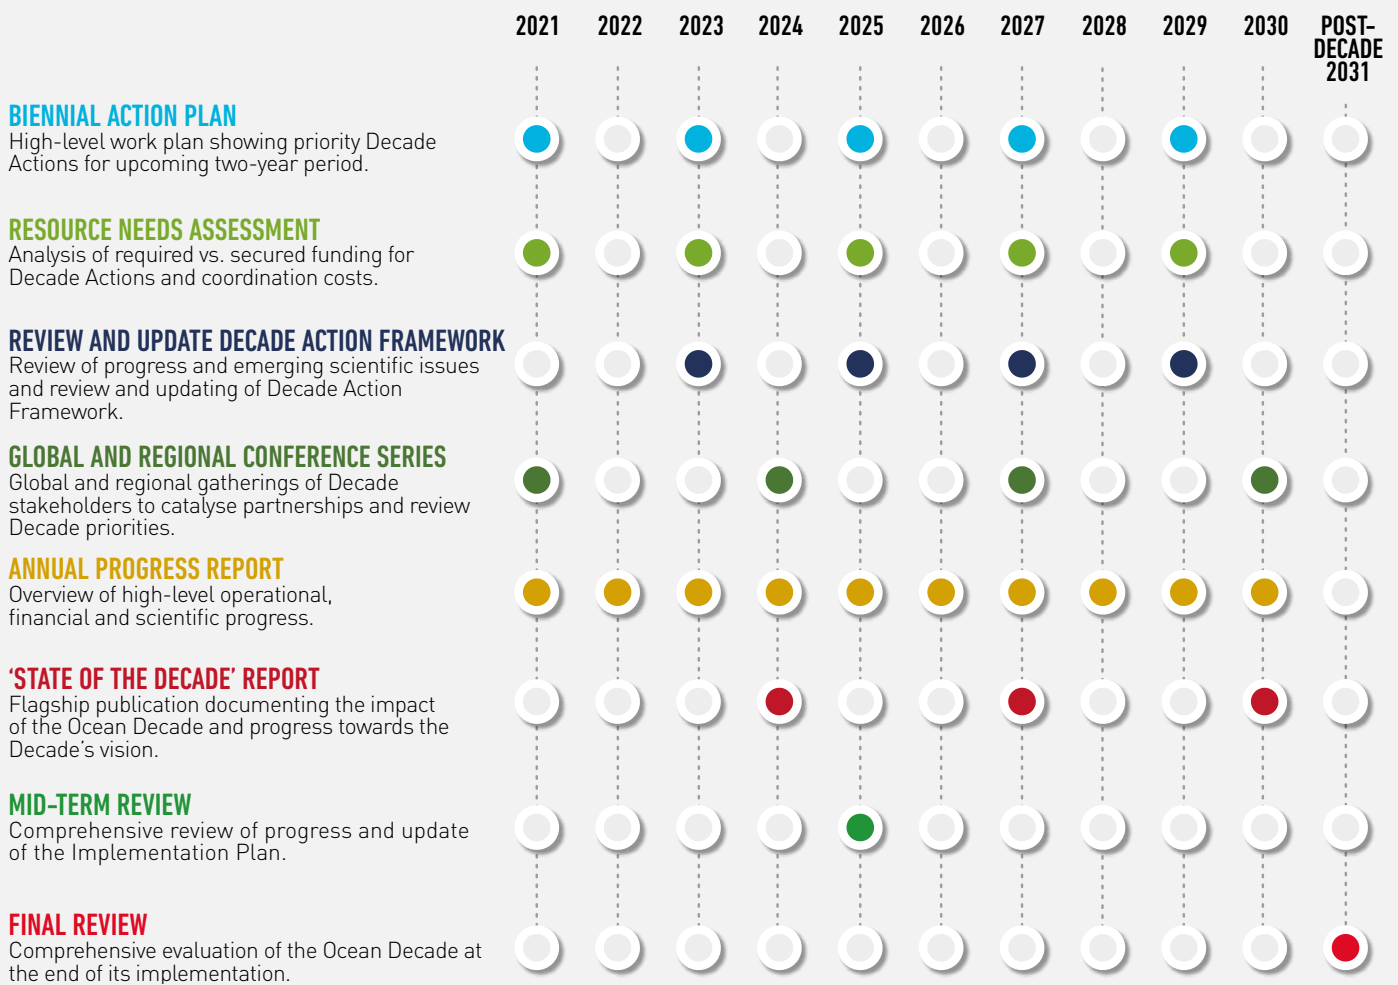 2021 2022 2023 2024 2025 2026 2027 2028 2029 2030 POST-
DECADE
2031
BIENNIAL ACTION PLAN
High-level work plan showing priority Decade
Actions for upcoming two-year period.
RESOURCE NEEDS ASSESSMENT
Analysis of required vs. secured funding for
Decade Actions and coordination costs.
REVIEW AND UPDATE DECADE ACTION FRAMEWORK
Review of progress and emerging scientific issues
and review and updating of Decade Action
Framework.
GLOBAL AND REGIONAL CONFERENCE SERIES
Global and regional gatherings of Decade
stakeholders to catalyse partnerships and review
Decade priorities.
ANNUAL PROGRESS REPORT
Overview of high-level operational,
financial and scientific progress.
‘STATE OF THE DECADE’ REPORT
Flagship publication documenting the impact
of the Ocean Decade and progress towards the
Decade’s vision.
MID-TERM REVIEW
Comprehensive review of progress and update
of the Implementation Plan.
FINAL REVIEW
Comprehensive evaluation of the Ocean Decade at
the end of its implementation.